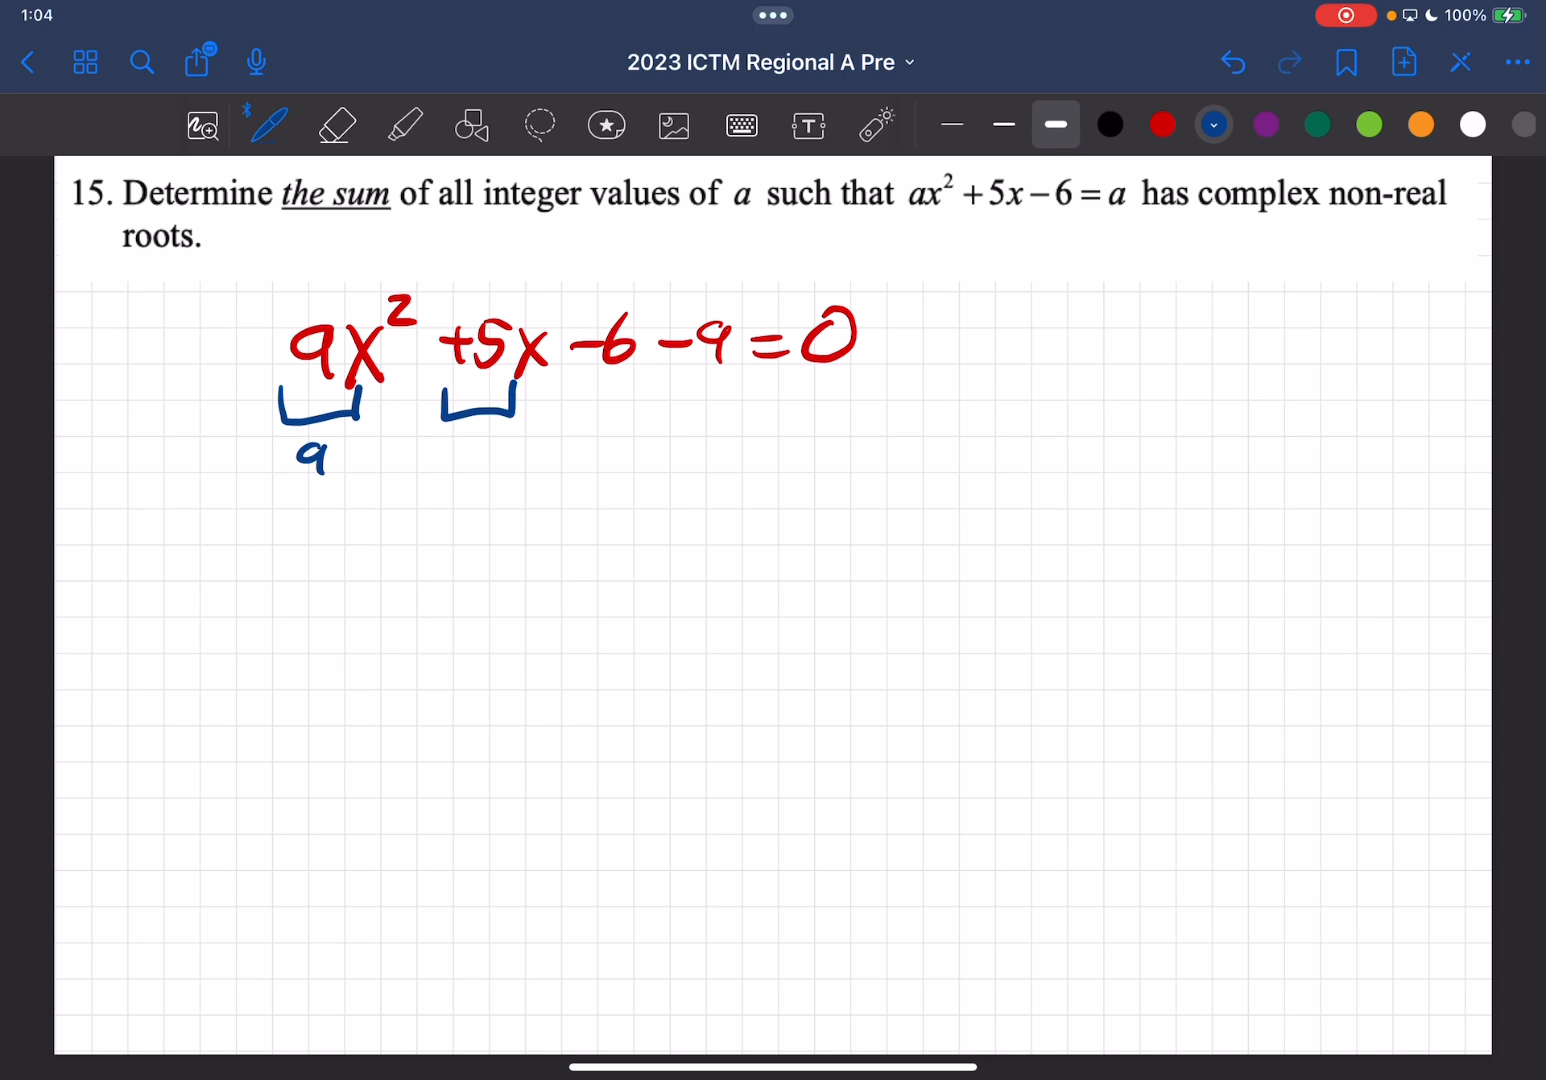 1:04
100%
2023 ICTM Regional A Pre
T
15. Determine the sum of all integer values of a such that ax² + 5x – 6 = a has complex non-real
roots.
ax² +5x -6 -a = 0
a